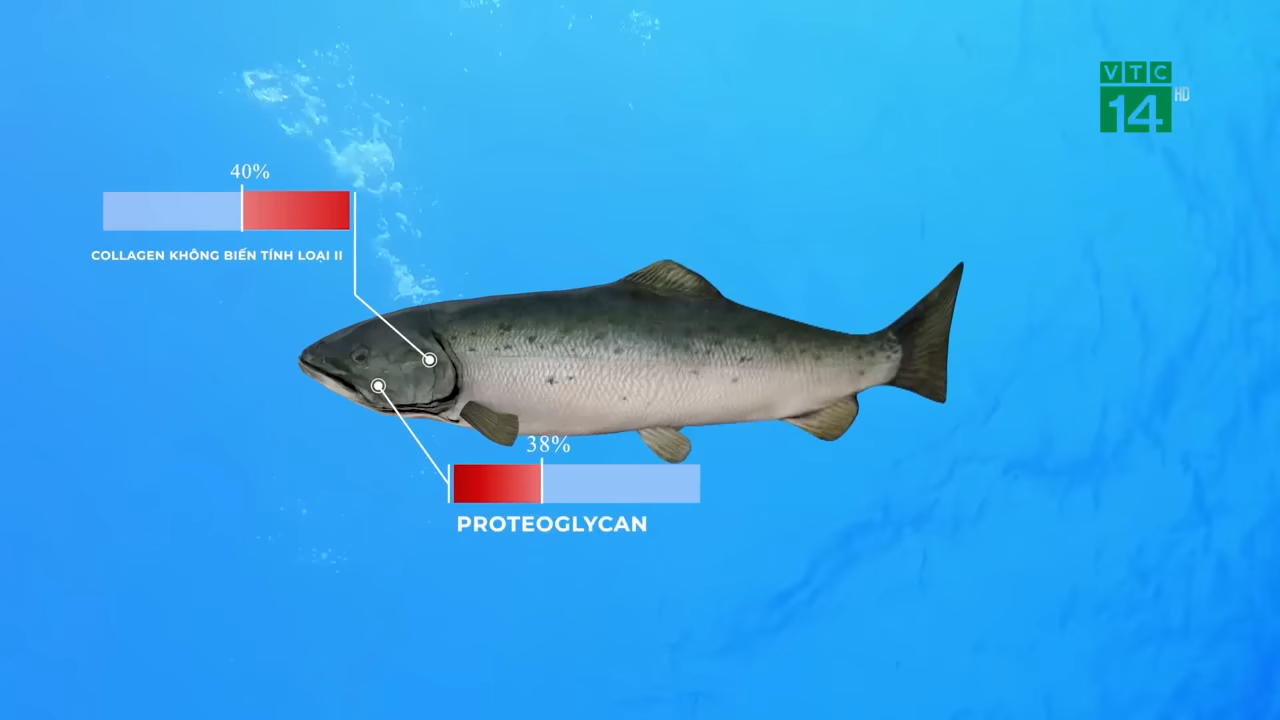 VTC
14 HD
40%
COLLAGEN KHÔNG BIẾN TÍNH LOẠI II
38%
PROTEOGLYCAN